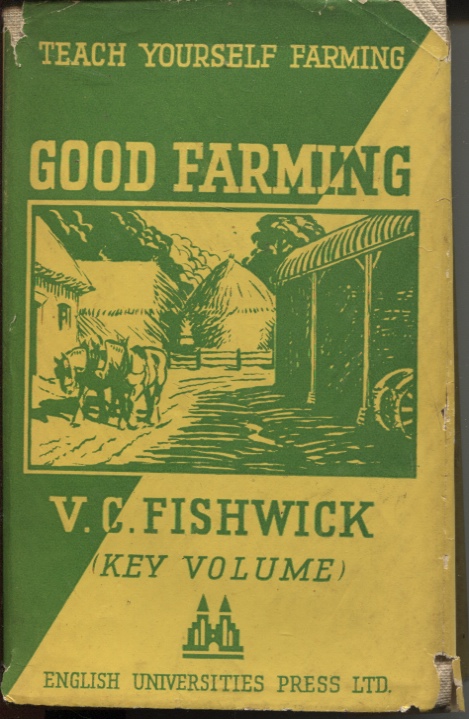 TEACH YOURSELF FARMING
GOOD FARMING
V. C. FISHWICK
(KEY VOLUME)
ENGLISH UNIVERSITIES PRESS LTD.